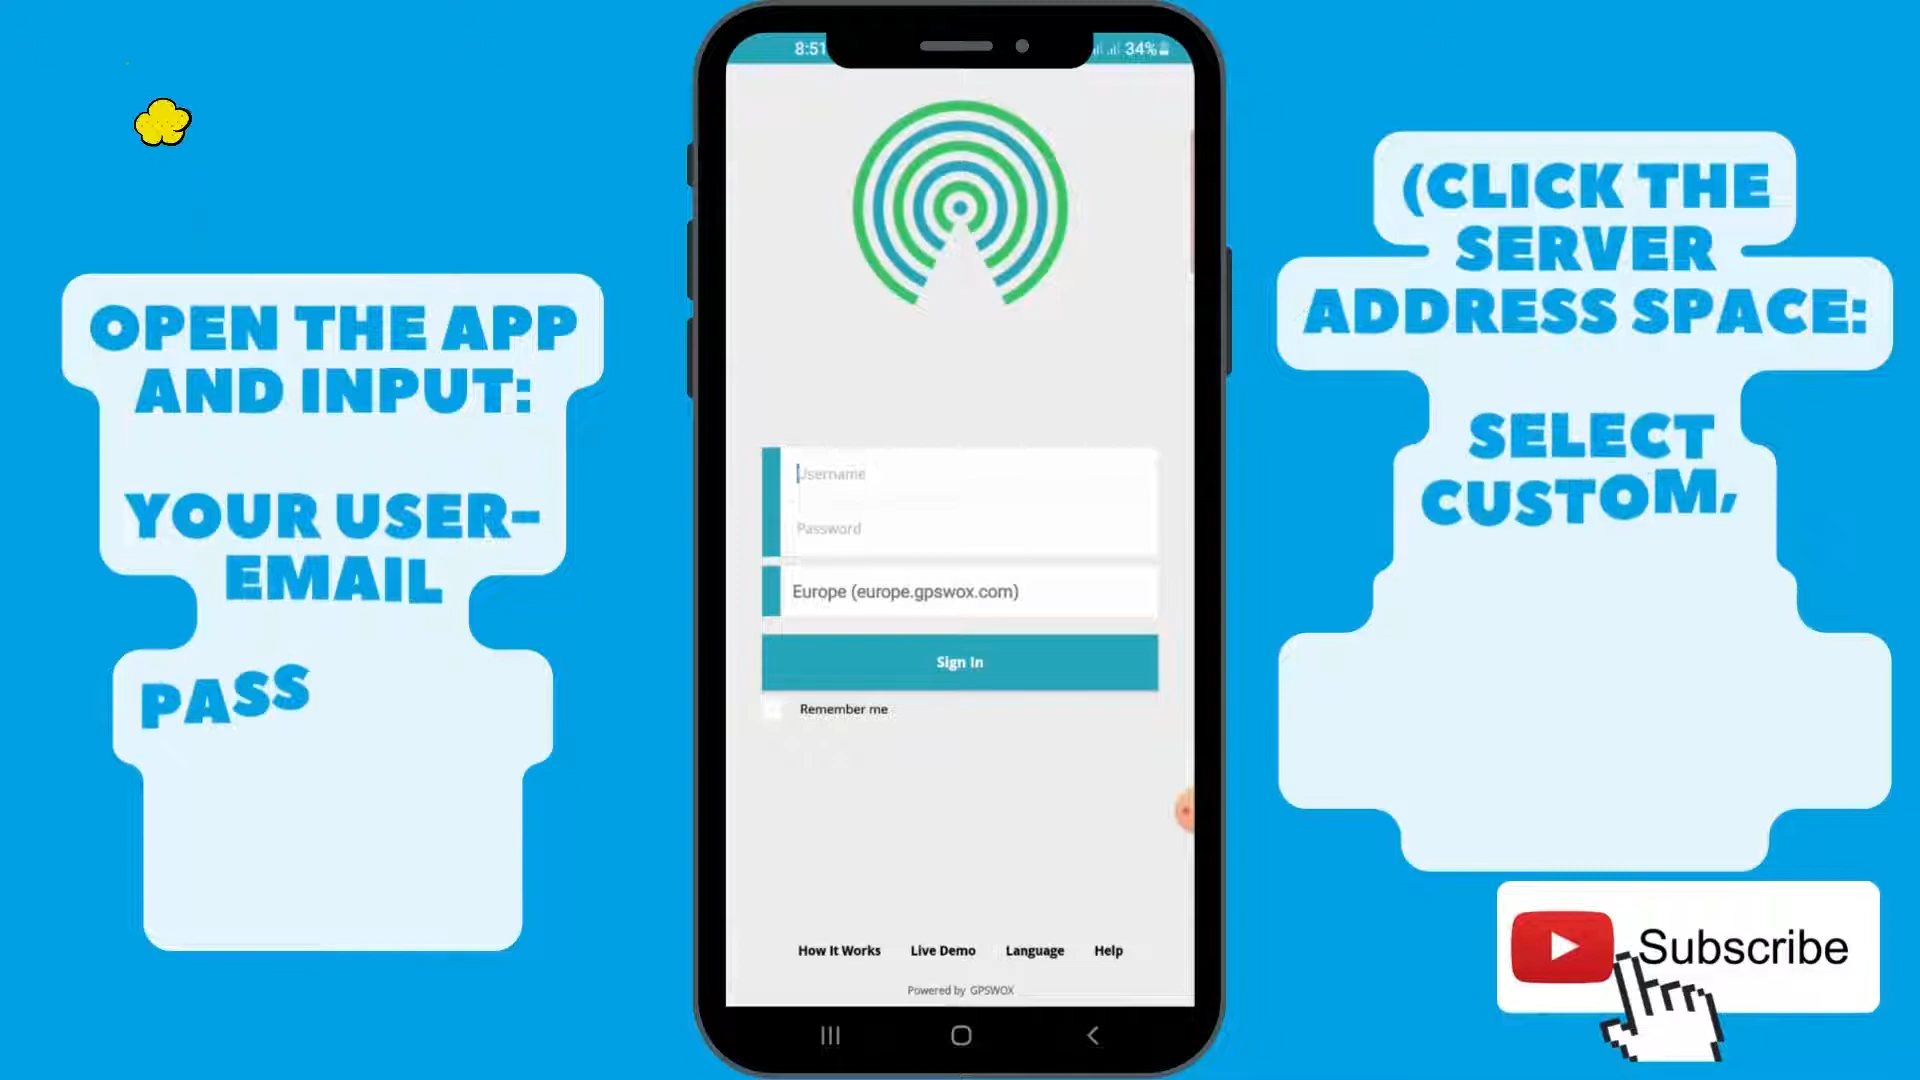 OPEN THE APP
AND INPUT:
YOUR USER-
EMAIL
PASS
8:51
34%
Username
Password
Europe (europe.gpswox.com)
Sign In
Remember me
How It Works
Live Demo
Language
Help
Powered by GPSWOX
(CLICK THE
SERVER
ADDRESS SPACE:
SELECT
CUSTOM,
Subscribe